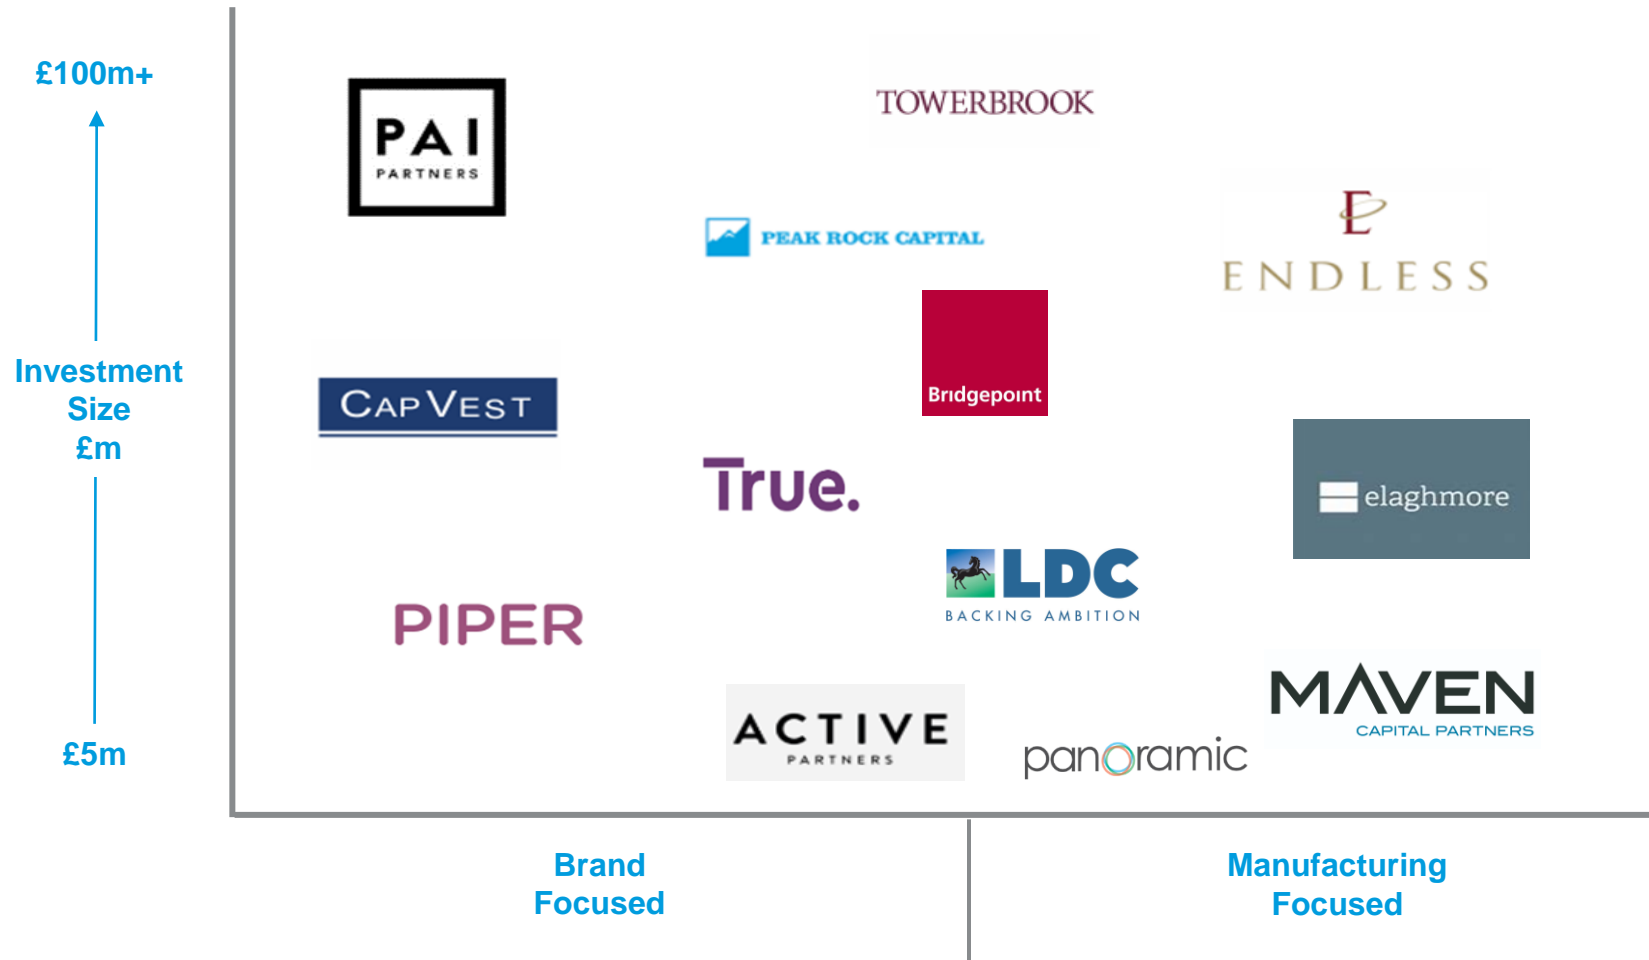 £100m+
Investment
Size
£m
£5m
PAI
PARTNERS
TOWERBROOK
PEAK ROCK CAPITAL
E
ENDLESS
Bridgepoint
CAPVEST
True.
elaghmore
LDC
BACKING AMBITION
PIPER
MAVEN
CAPITAL PARTNERS
ACTIVE
PARTNERS
panoramic
Brand
Focused
Manufacturing
Focused